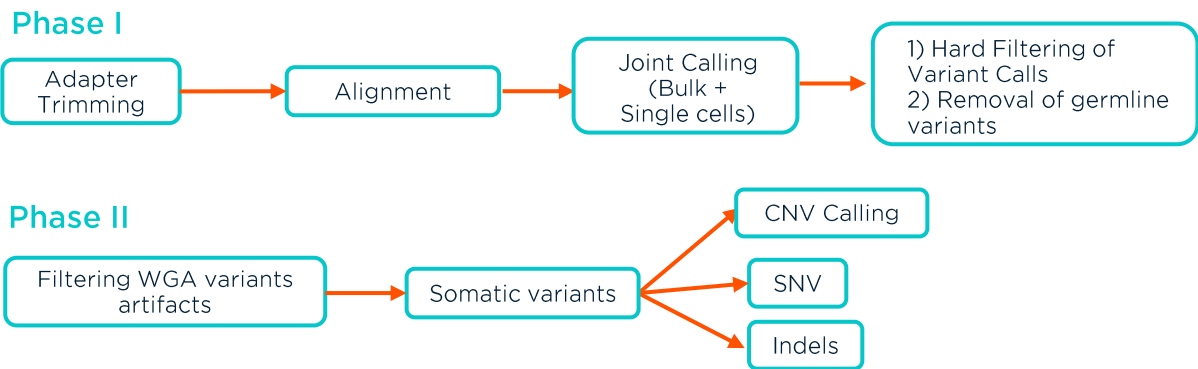 Phase I
Adapter
Trimming
Alignment
Joint Calling
(Bulk +
Single cells)
1) Hard Filtering of
Variant Calls
2) Removal of germline
variants
Phase II
Filtering WGA variants
artifacts
Somatic variants
CNV Calling
SNV
Indels